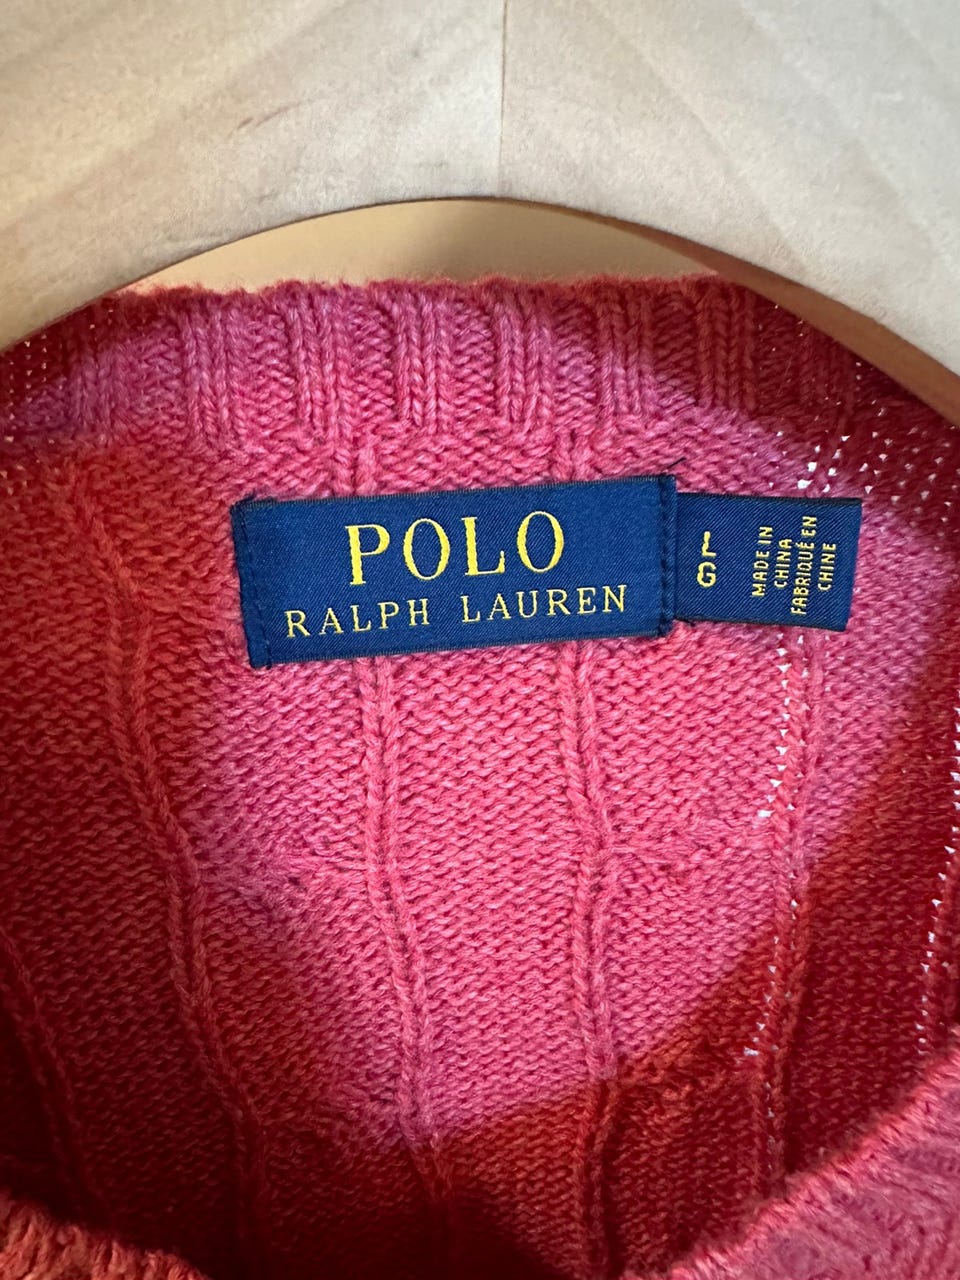 POLO
RALPH LAUREN
L
G
MADE IN
CHINA
FABRIQUÉ EN
CHINE